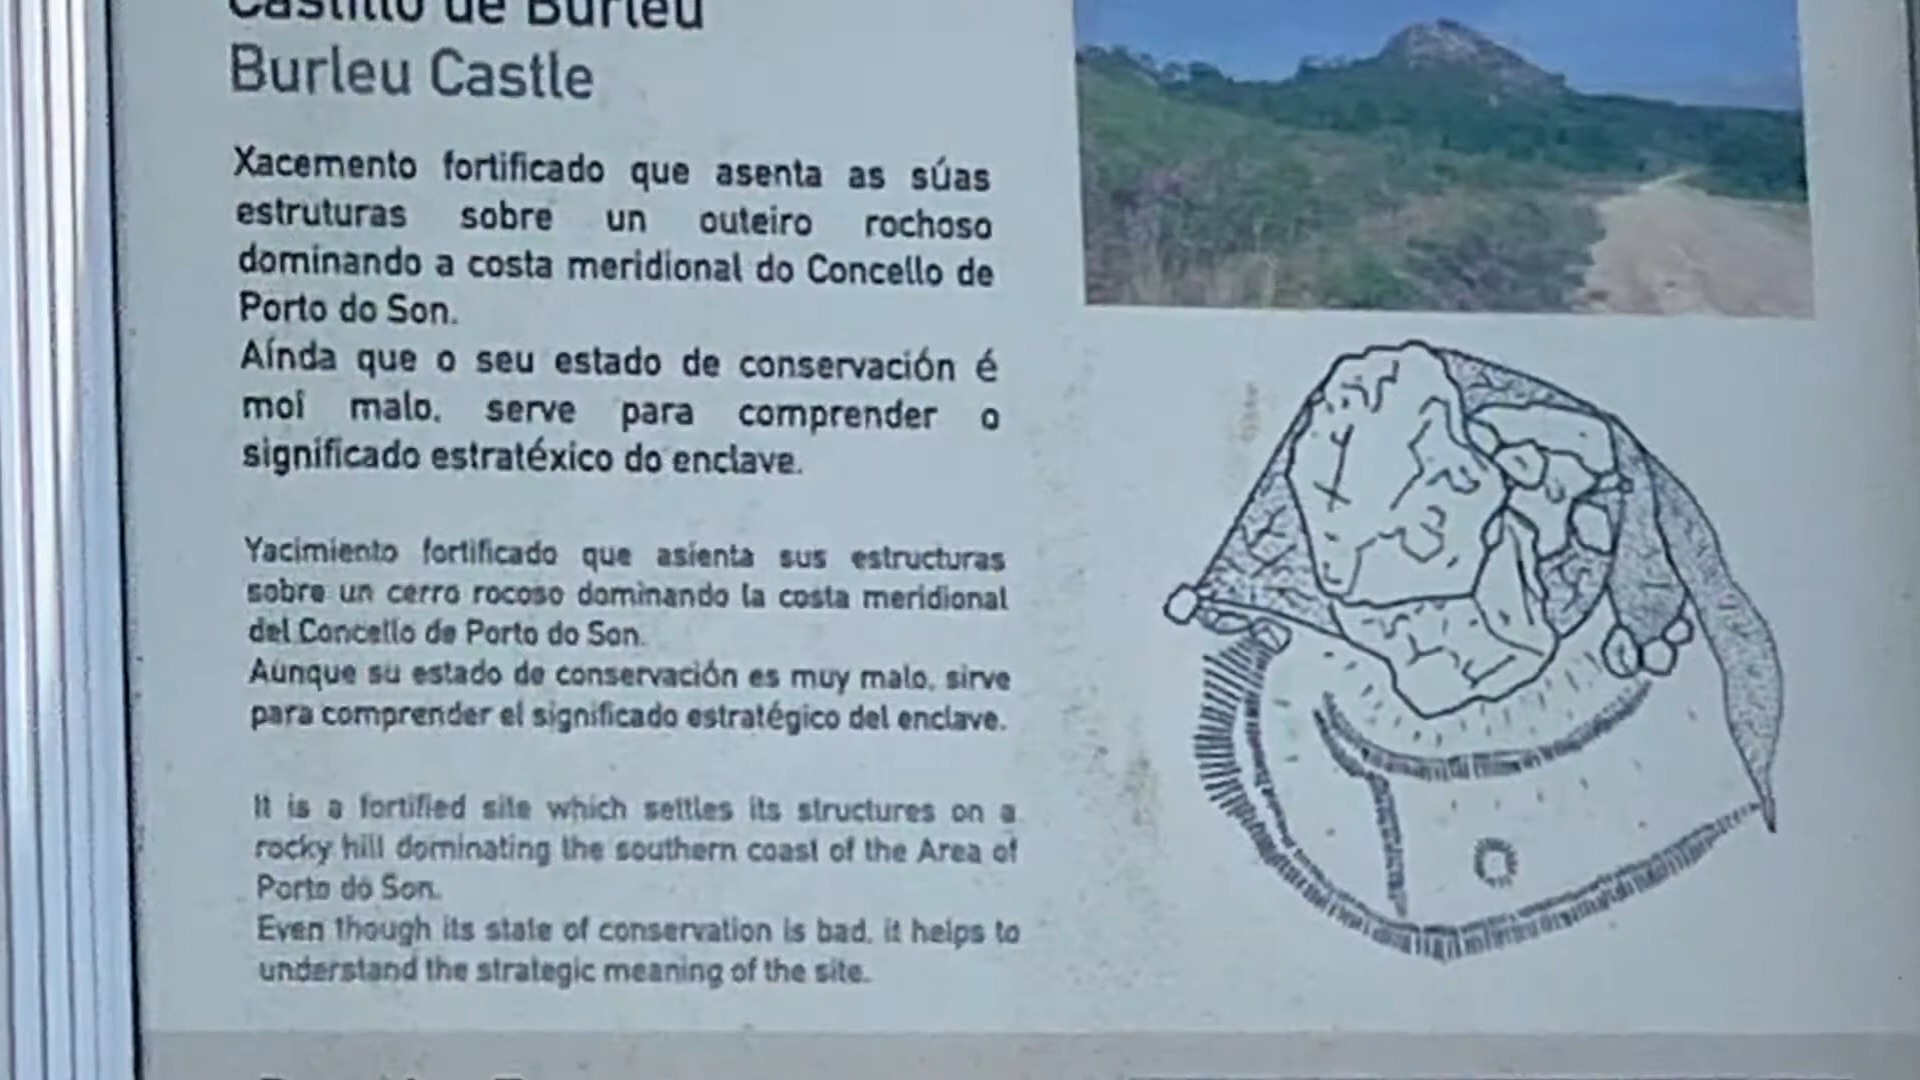 Castillo de Burleu
Burleu Castle
Xacemento fortificado que asenta as súas
estruturas sobre un outeiro rochoso
dominando a costa meridional do Concello de
Porto do Son.
Aínda que o seu estado de conservación é
moi malo, serve para comprender o
significado estratéxico do enclave.
Yacimiento fortificado que asienta sus estructuras
sobre un cerro rocoso dominando la costa meridional
del Concello de Porto do Son.
Aunque su estado de conservación es muy malo, sirve
para comprender el significado estratégico del enclave.
It is a fortified site which settles its structures on a
rocky hill dominating the southern coast of the Area of
Porto do Son.
Even though its state of conservation is bad, it helps to
understand the strategic meaning of the site.